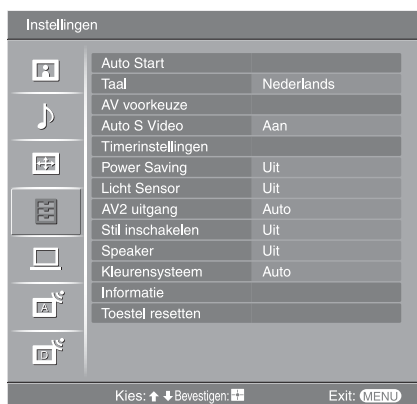 Instellingen
Auto Start
Taal Nederlands
AV voorkeuze
Auto S Video Aan
Timerinstellingen
Power Saving Uit
Licht Sensor Uit
AV2 uitgang Auto
Stil inschakelen Uit
Speaker Uit
Kleurensysteem Auto
Informatie
Toestel resetten
A
D
Kies: ↑ ↓ Bevestigen: Exit: MENU